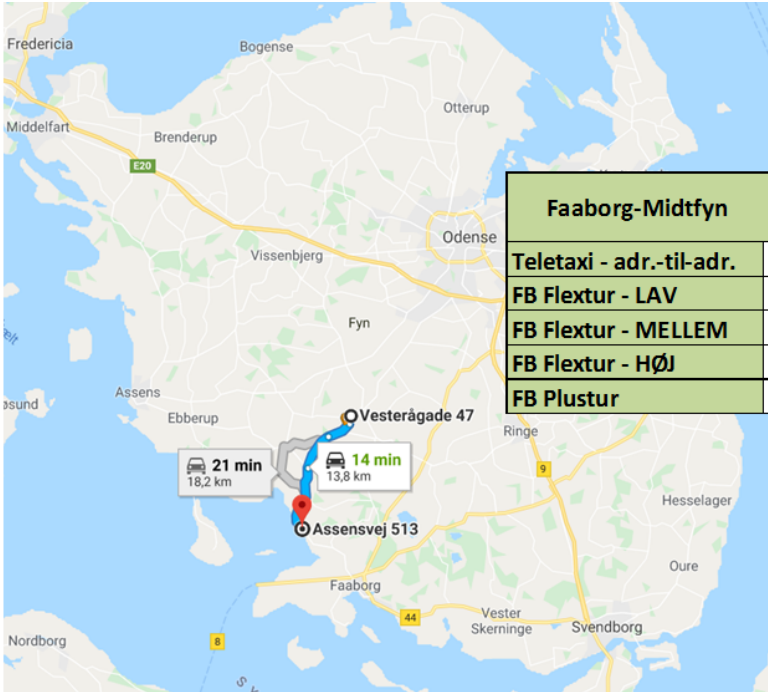 Fredericia
Bogense
Otterup
Middelfart
Brenderup
E20
Faaborg-Midtfyn
Odense
Vissenbjerg
Teletaxi - adr.-til-adr.
FB Flextur - LAV
Fyn
FB Flextur - MELLEM
FB Flextur - HØJ
Assens
FB Plustur
Ebberup
Vesterågade 47
Ringe
21 min
18,2 km
14 min
13,8 km
9
Hesselager
Assensvej 513
Oure
Faaborg
44
Vester
Skerninge
Svendborg
Nordborg
8